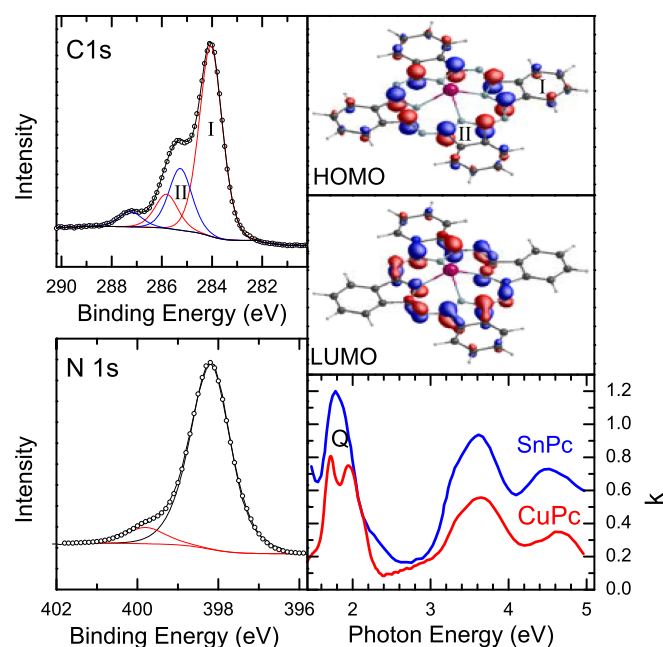 C1s
I
II
Intensity
290 288 286 284 282
Binding Energy (eV)
I
II
HOMO
LUMO
N 1s
Intensity
402 400 398 396
Binding Energy (eV)
Q
SnPc
CuPc
1.2
1.0
0.8
0.6
0.4
0.2
0.0
k
2 3 4 5
Photon Energy (eV)